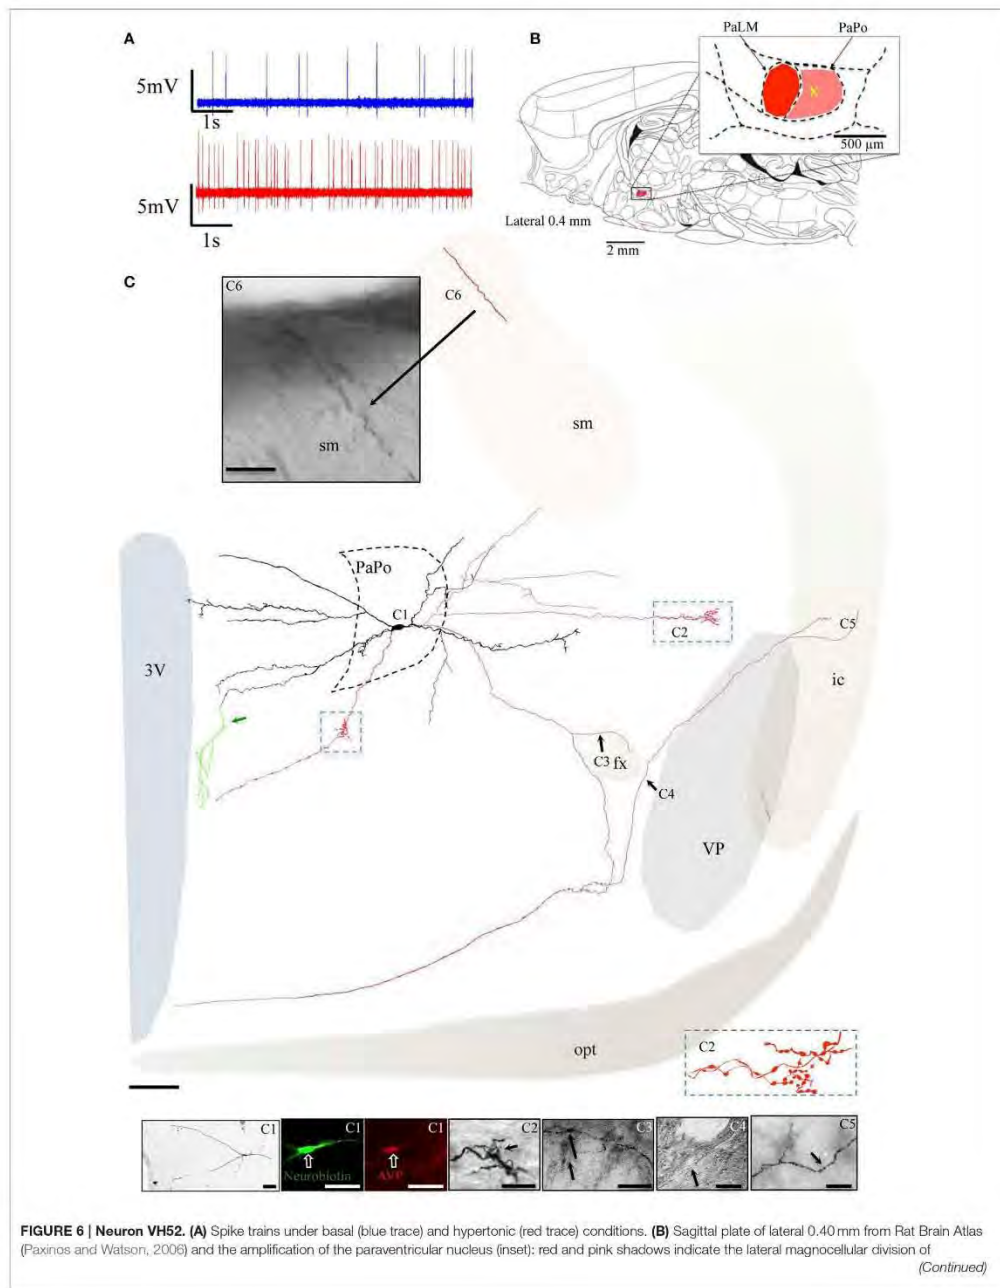 A
5mV
1s
5mV
1s
B
PaLM
PaPo
X
500 µm
Lateral 0.4 mm
2 mm
C
C6
sm
C6
sm
PaPo
C1
C2
C5
3V
ic
C3
fx
C4
VP
opt
C2
C1
C1
Neurobiotin
C1
AVP
C2
C3
C4
C5
FIGURE 6 | Neuron VH52. (A) Spike trains under basal (blue trace) and hypertonic (red trace) conditions. (B) Sagittal plate of lateral 0.40 mm from Rat Brain Atlas
(Paxinos and Watson, 2006) and the amplification of the paraventricular nucleus (inset): red and pink shadows indicate the lateral magnocellular division of
(Continued)